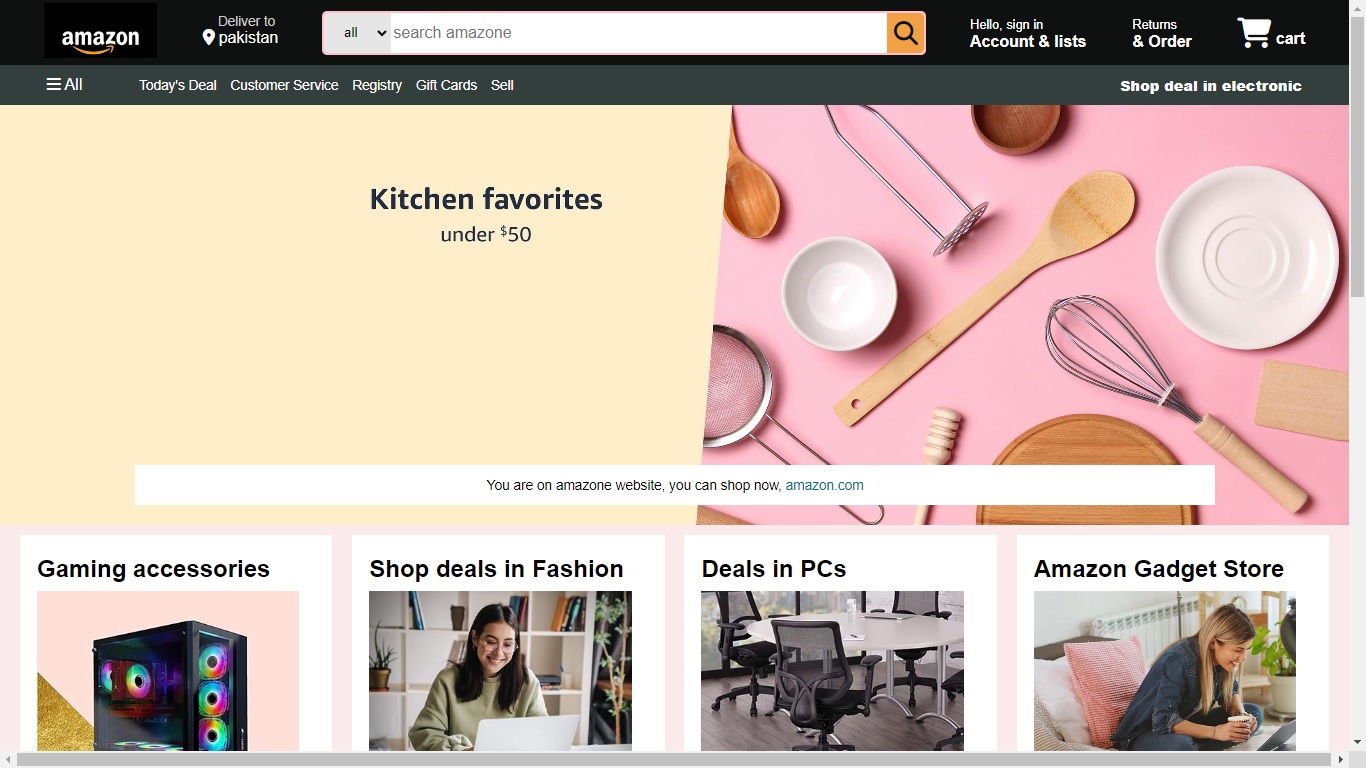 amazon
Deliver to
pakistan
all
search amazone
Hello, sign in
Account & lists
Returns
& Order
cart
All
Today's Deal Customer Service Registry Gift Cards Sell
Shop deal in electronic
Kitchen favorites
under $50
You are on amazone website, you can shop now, amazon.com
Gaming accessories
Shop deals in Fashion
Deals in PCs
Amazon Gadget Store